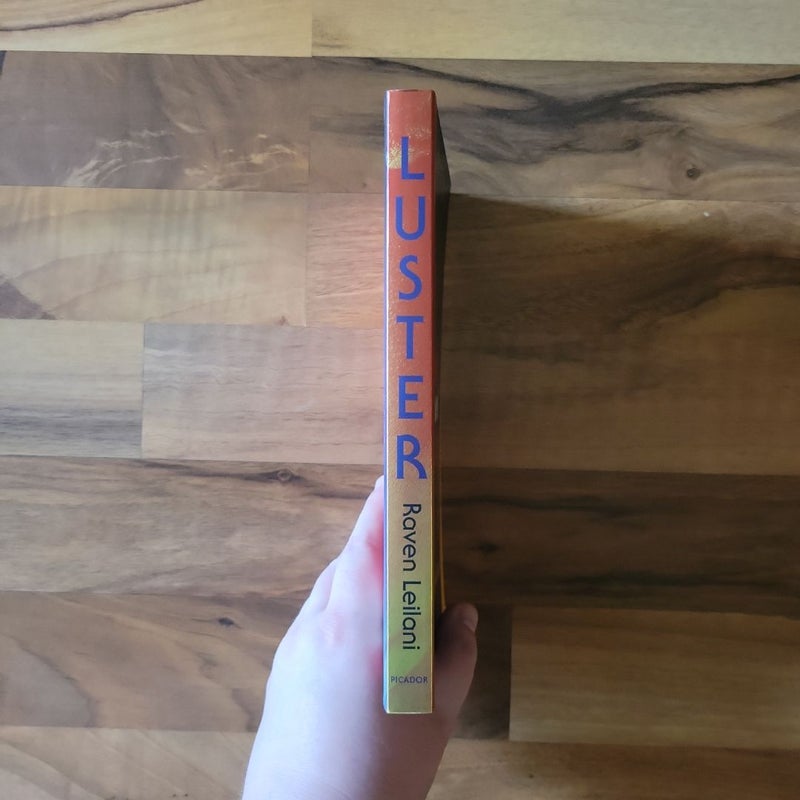 LUSTER
Raven Leilani
PICADOR